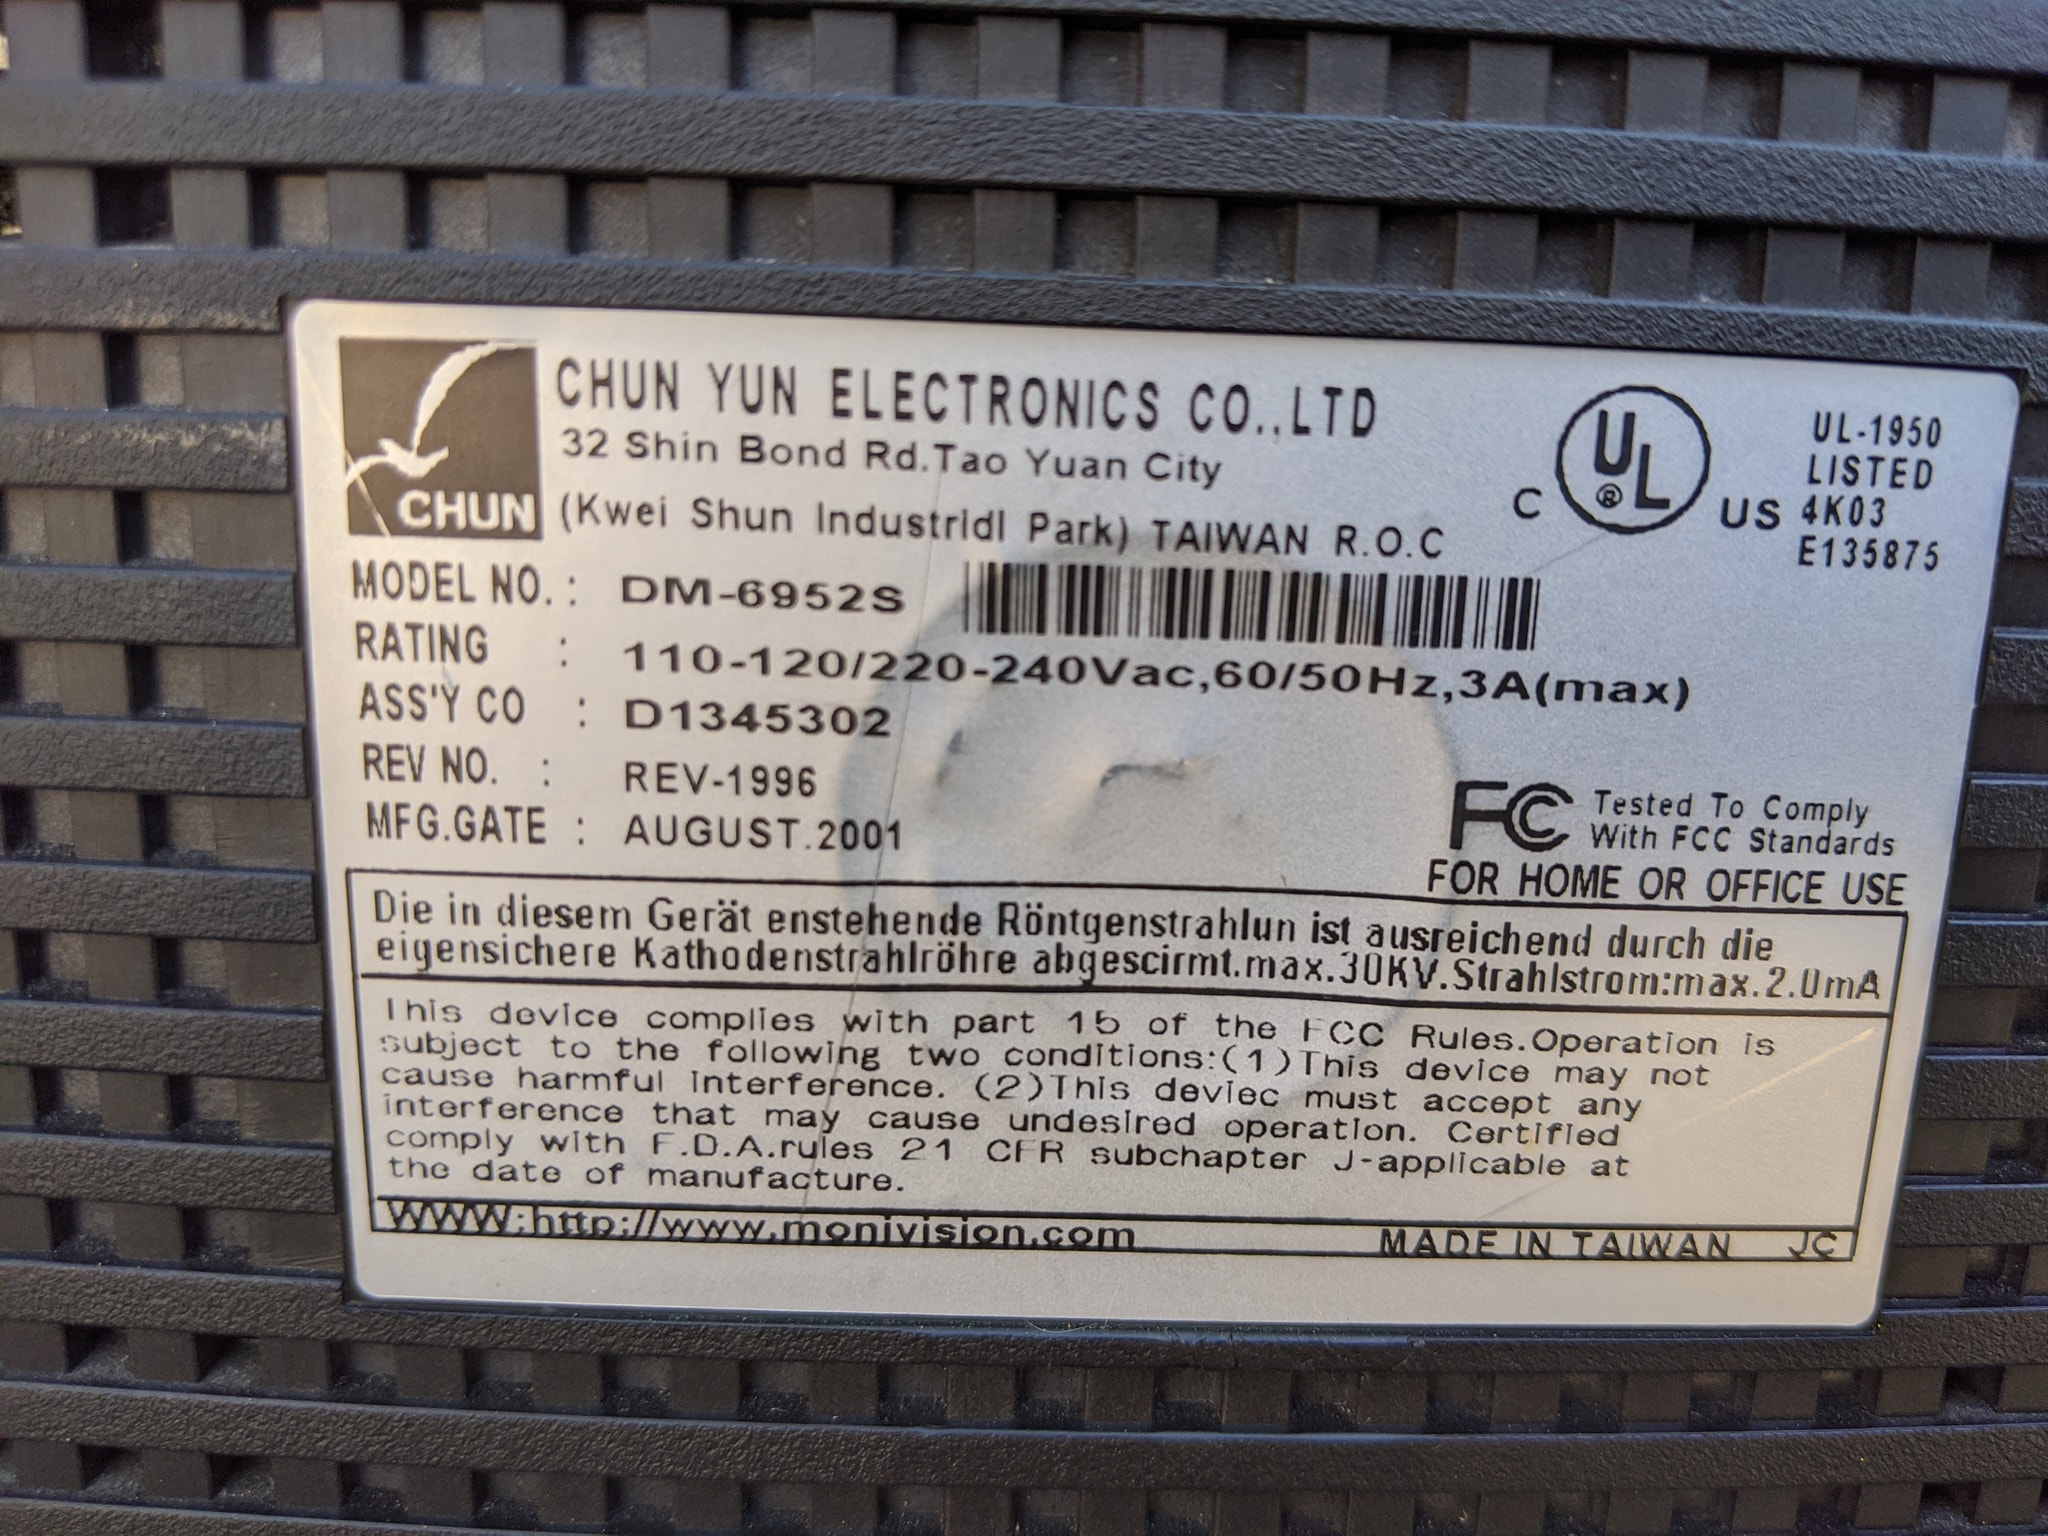 CHUN YUN ELECTRONICS CO.,LTD
32 Shin Bond Rd.Tao Yuan City
(Kwei Shun Industridl Park) TAIWAN R.O.C
CHUN
C UL ® US
UL-1950
LISTED
4K03
E135875
MODEL NO. : DM-6952S
RATING : 110-120/220-240Vac,60/50Hz,3A(max)
ASS'Y CO : D1345302
REV NO. : REV-1996
MFG.GATE : AUGUST.2001
FC Tested To Comply
With FCC Standards
FOR HOME OR OFFICE USE
Die in diesem Gerät enstehende Röntgenstrahlun ist ausreichend durch die
eigensichere Kathodenstrahlröhre abgescirmt.max.30KV.Strahlstrom:max.2.0mA
This device complies with part 15 of the FCC Rules.Operation is
subject to the following two conditions:(1)This device may not
cause harmful interference. (2)This deviec must accept any
interference that may cause undesired operation. Certified
comply with F.D.A.rules 21 CFR subchapter J-applicable at
the date of manufacture.
WWW:http://www.monivision.com MADE IN TAIWAN JC